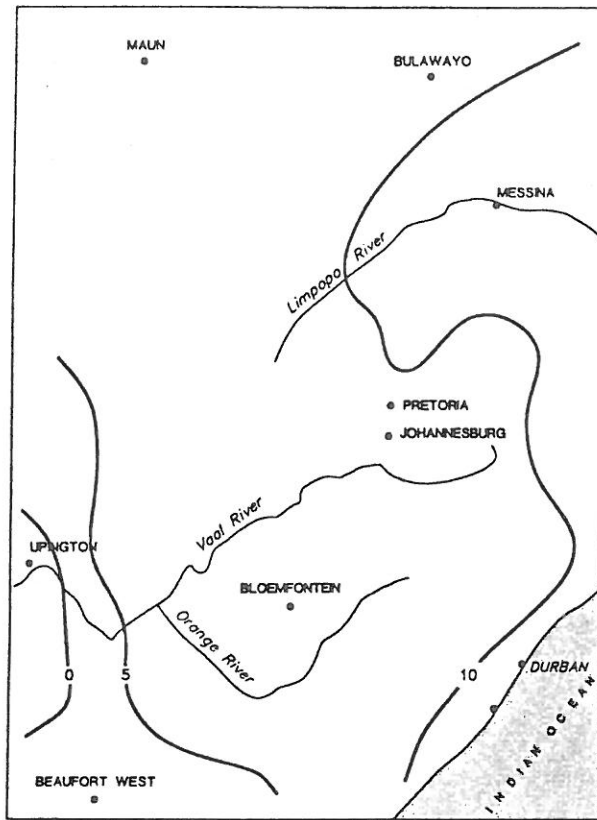 MAUN
BULAWAYO
MESSINA
Limpopo River
PRETORIA
JOHANNESBURG
Vaal River
UPINGTON
BLOEMFONTEIN
Orange River
0
5
10
DURBAN
INDIAN OCEAN
BEAUFORT WEST